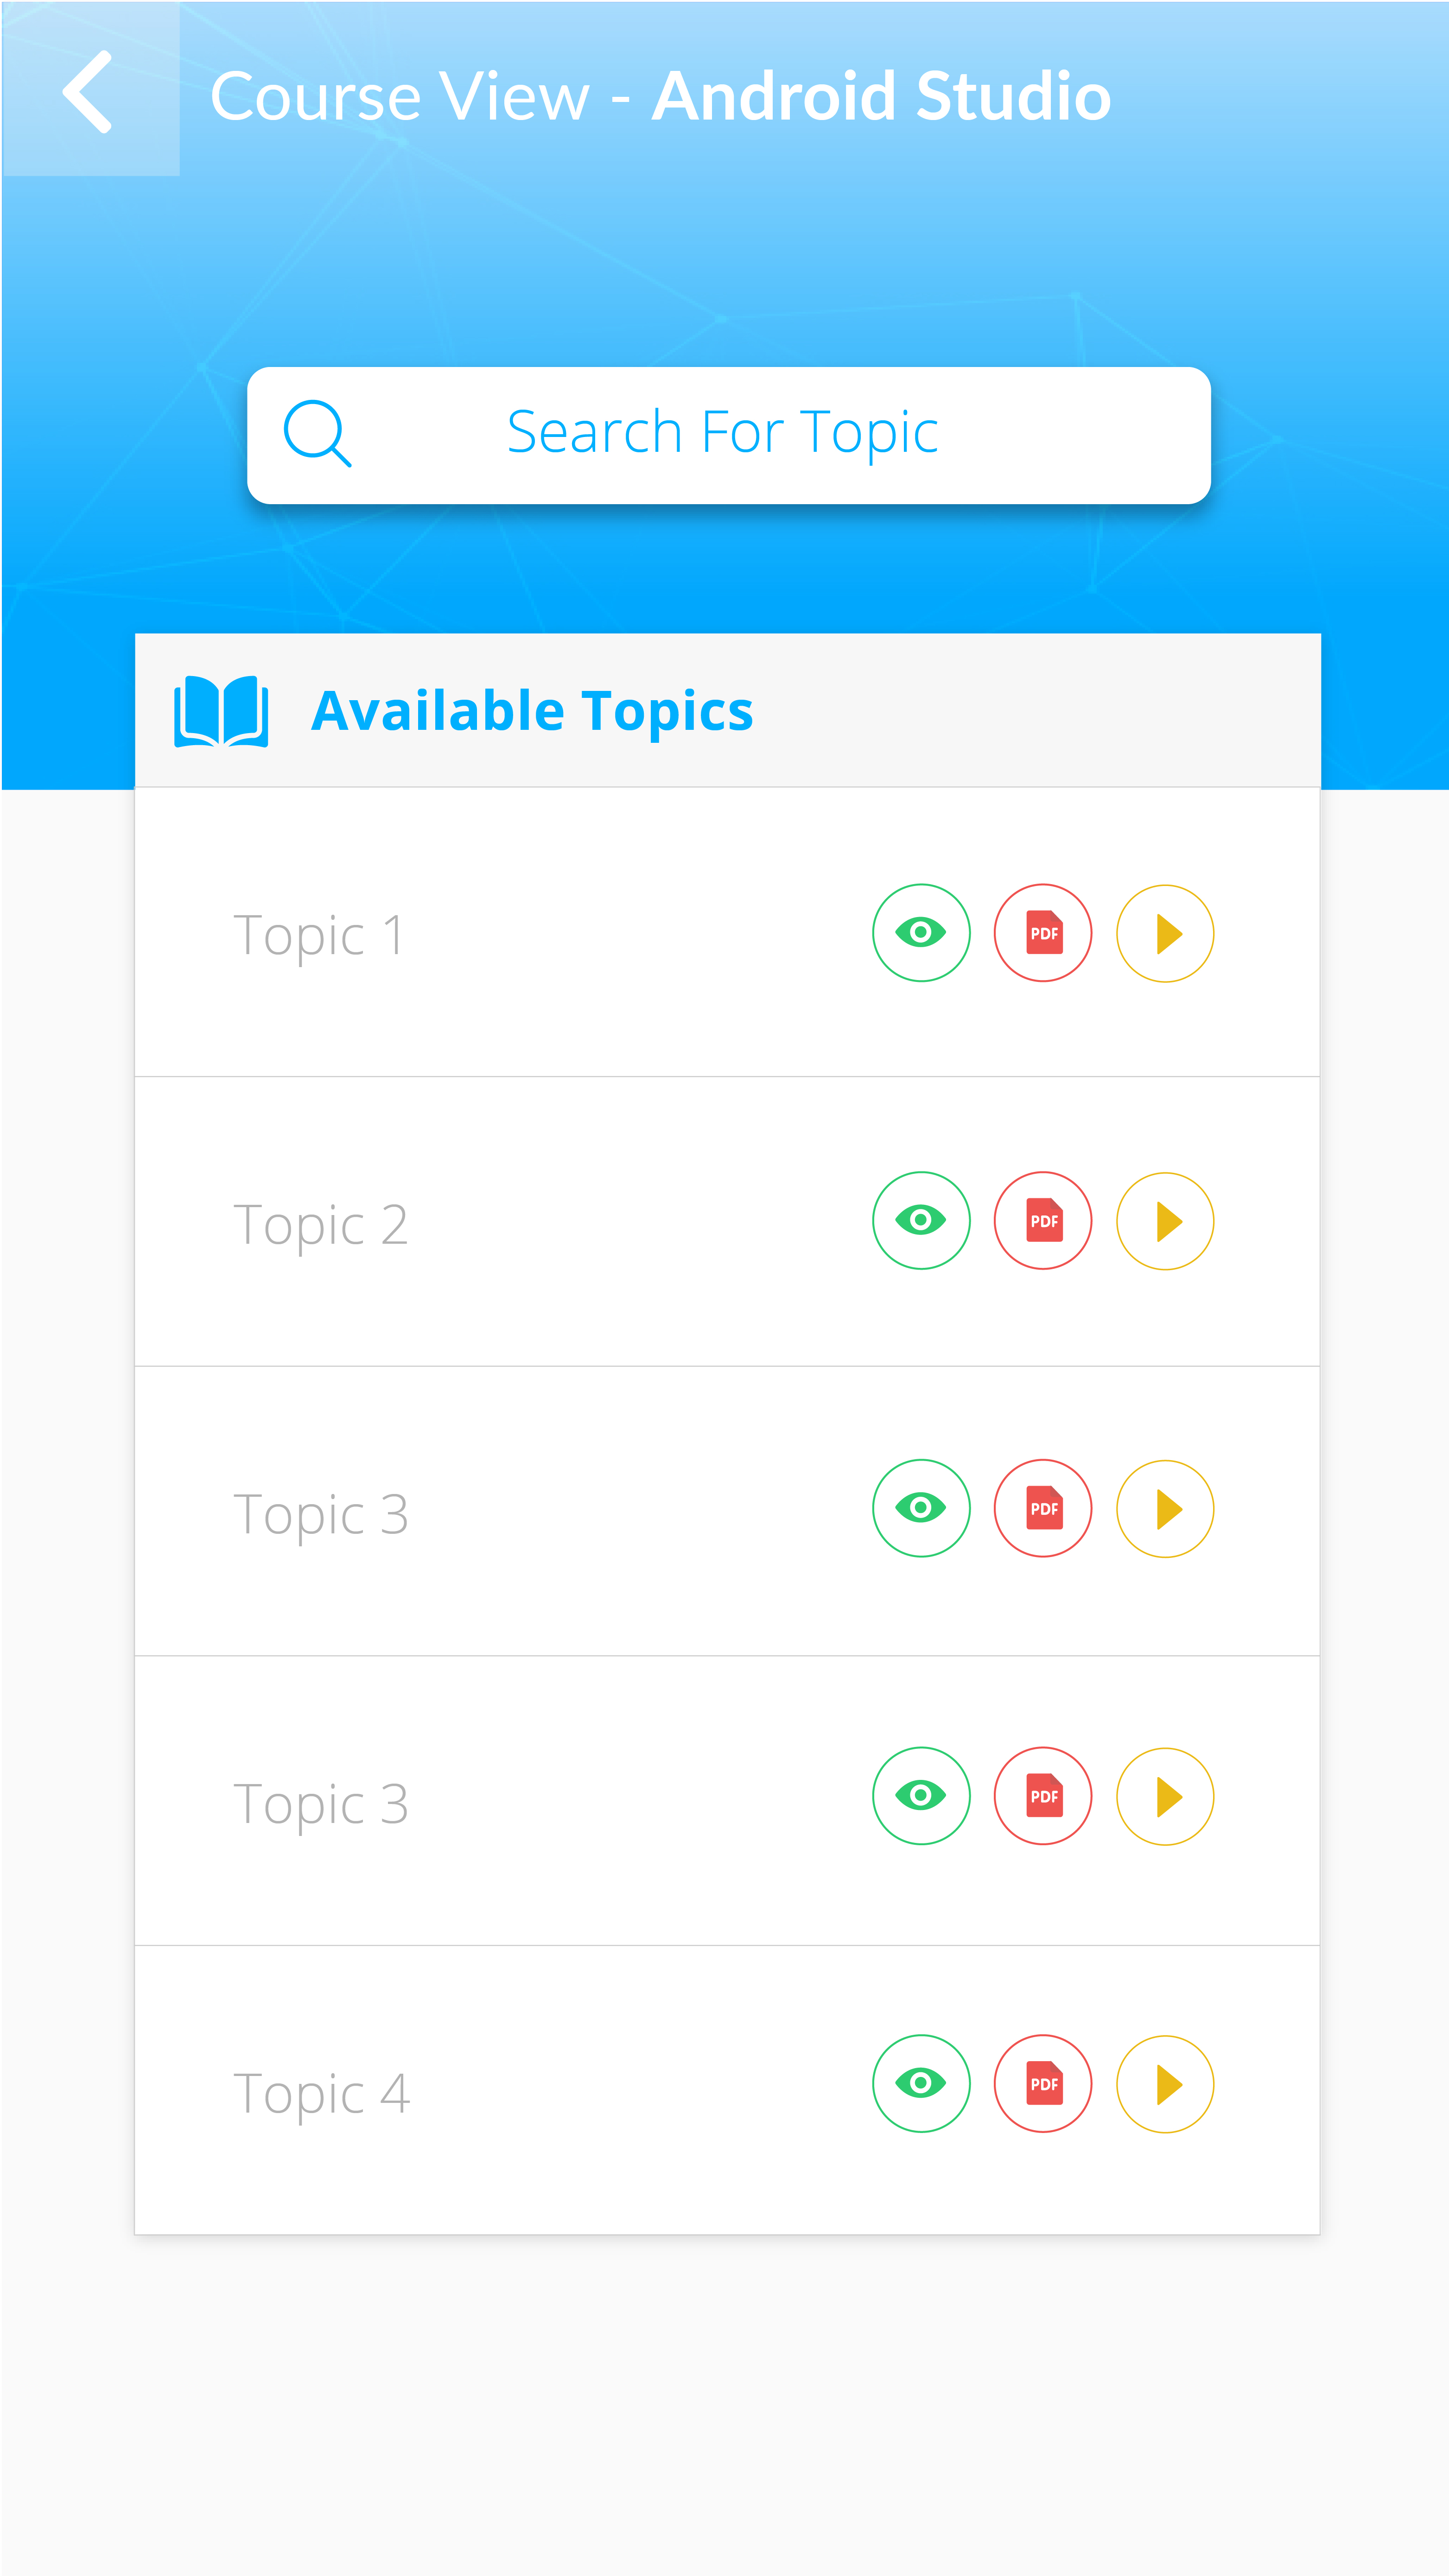 Course View - Android Studio
Search For Topic
Available Topics
Topic 1
PDF
Topic 2
PDF
Topic 3
PDF
Topic 3
PDF
Topic 4
PDF